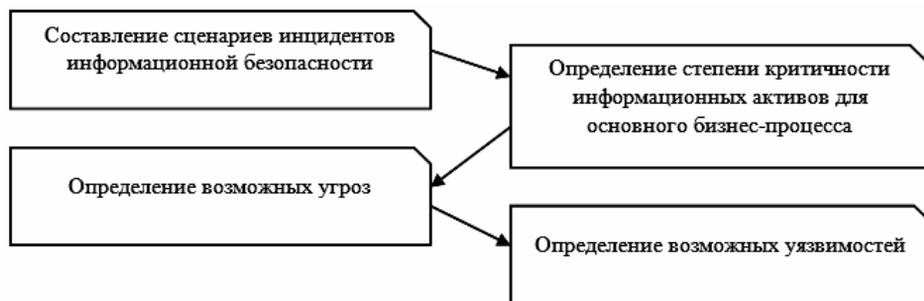 Составление сценариев инцидентов
информационной безопасности
Определение степени критичности
информационных активов для
основного бизнес-процесса
Определение возможных угроз
Определение возможных уязвимостей